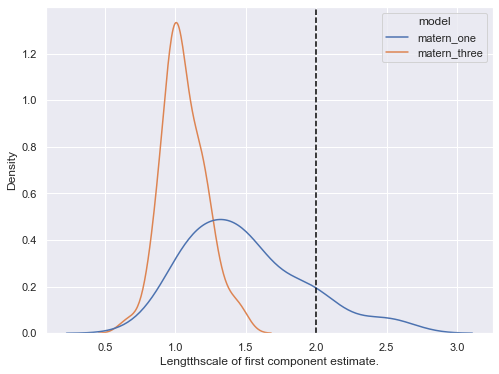 model
matern_one
matern_three
Density
1.2
1.0
0.8
0.6
0.4
0.2
0.0
0.5 1.0 1.5 2.0 2.5 3.0
Lengtthscale of first component estimate.